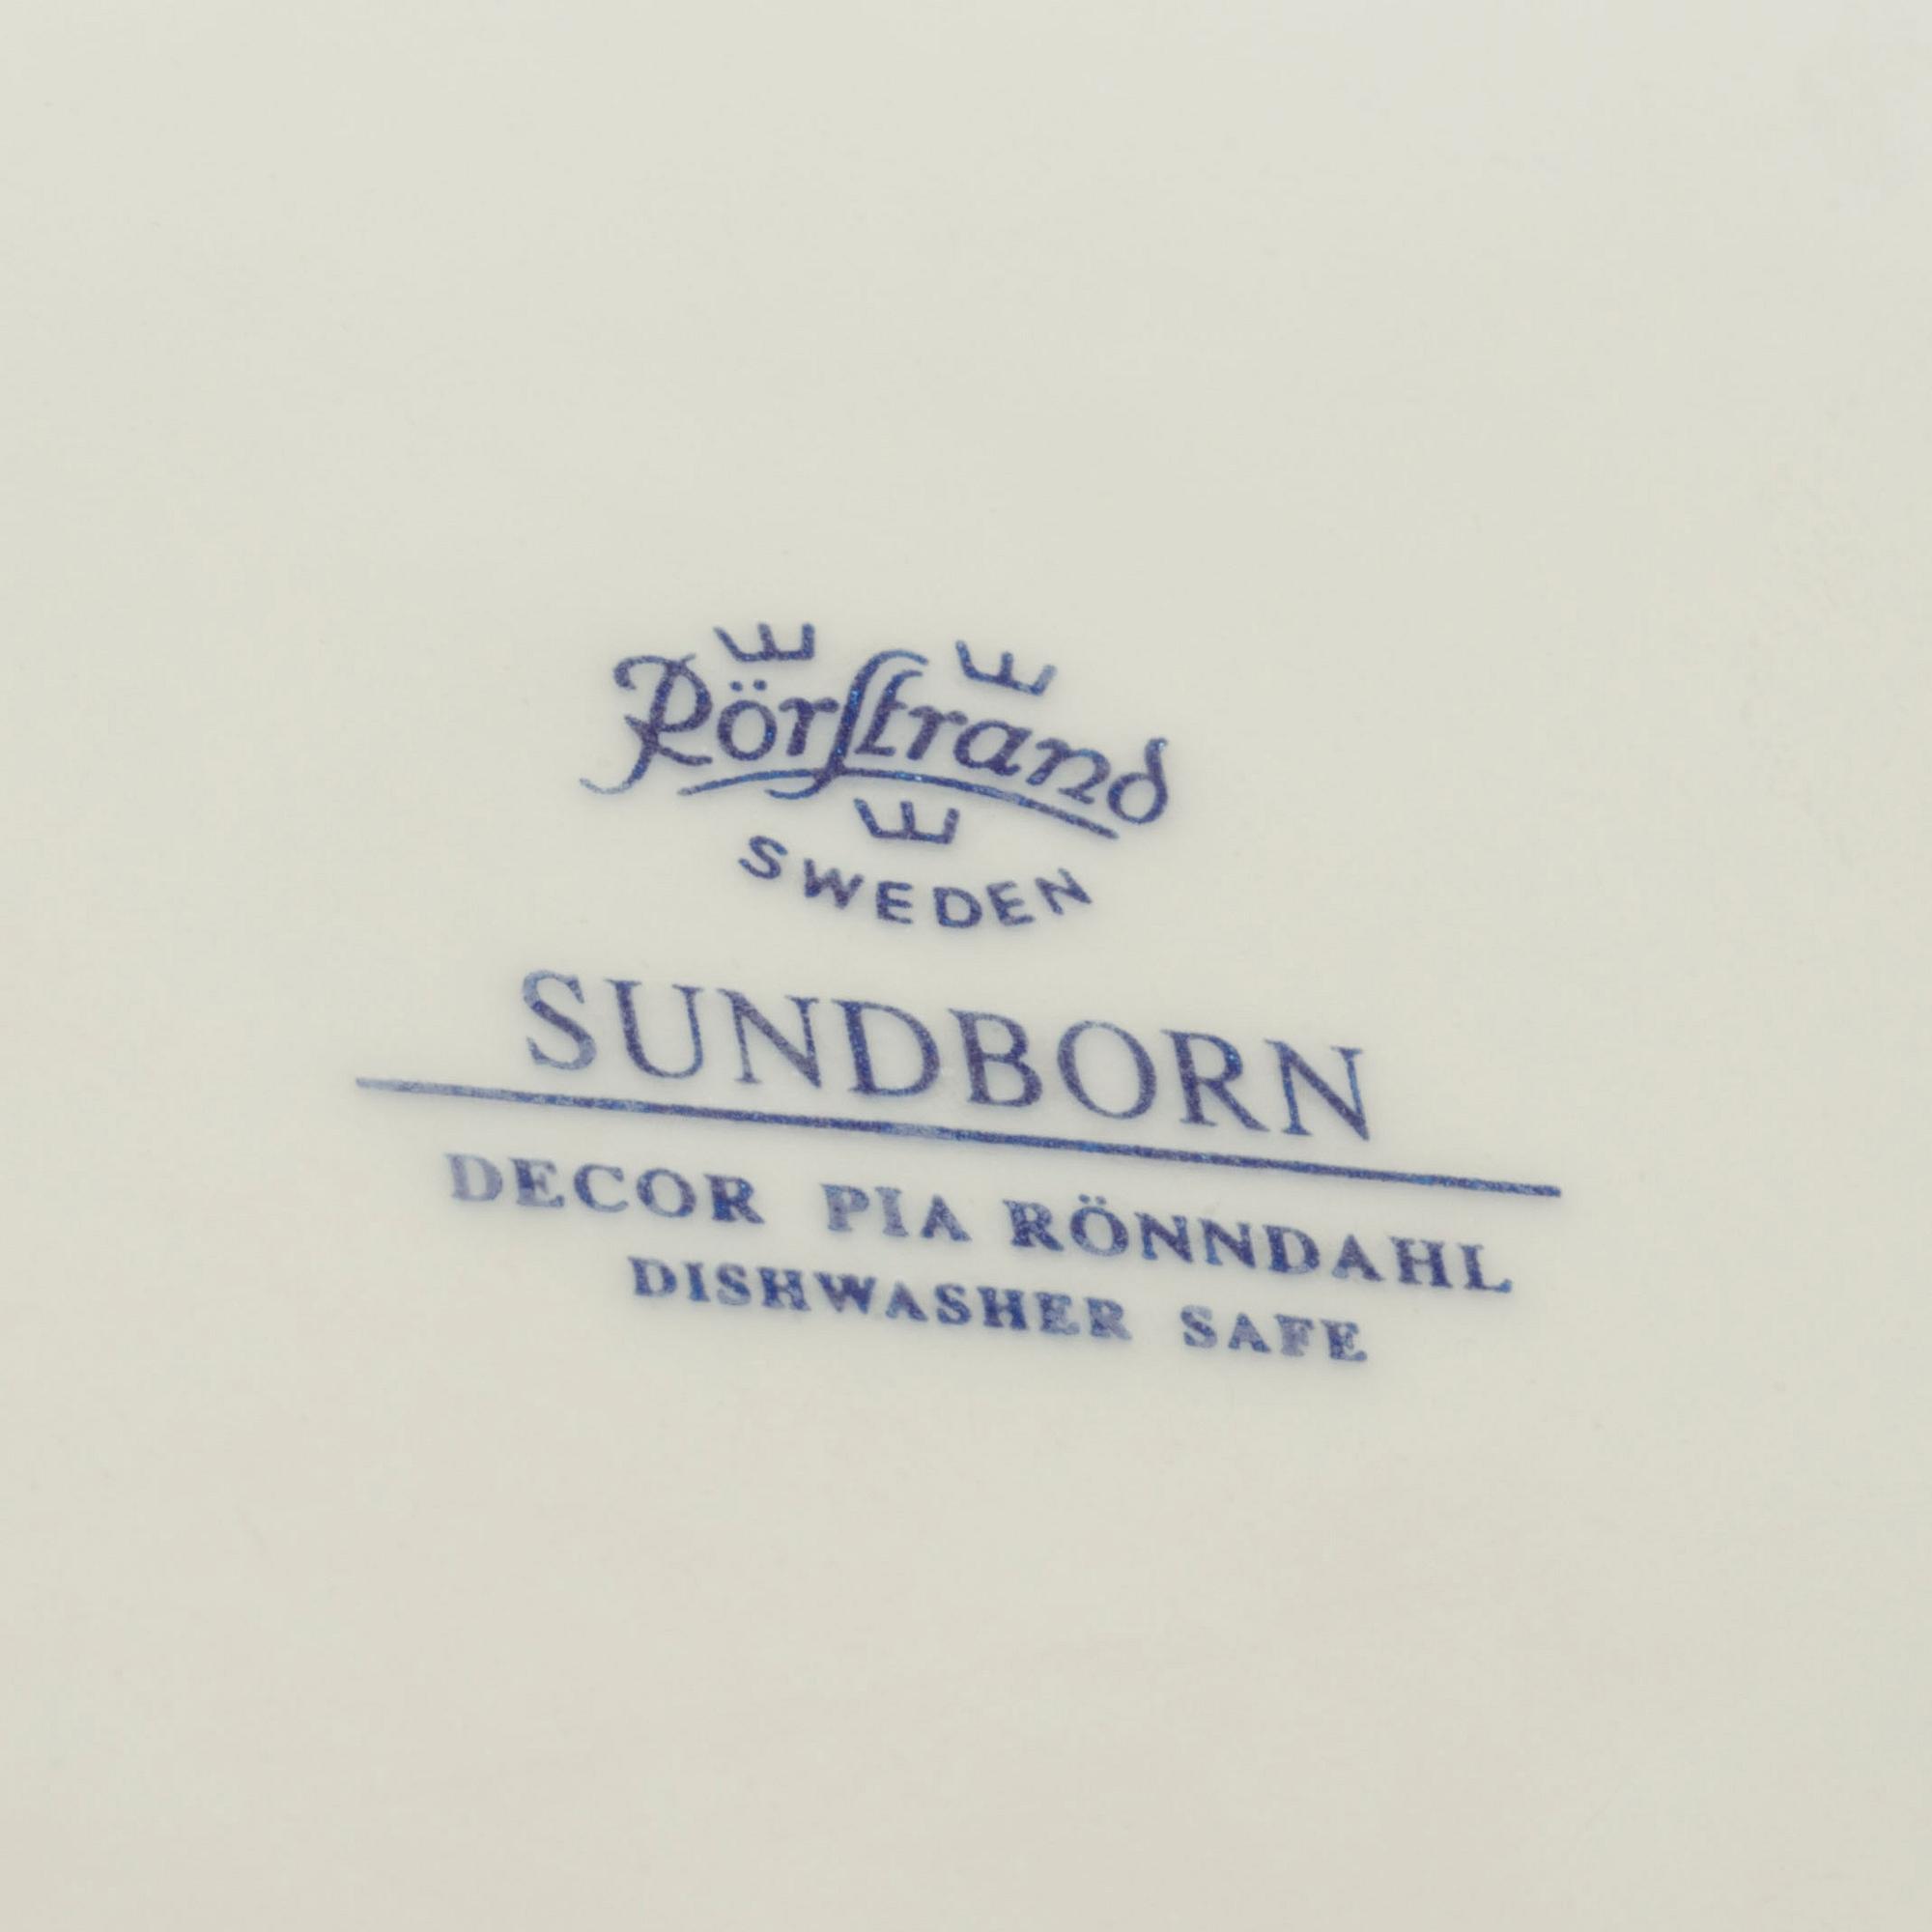 Rörstrand
SWEDEN
SUNDBORN
DECOR PIA RÖNNDAHL
DISHWASHER SAFE